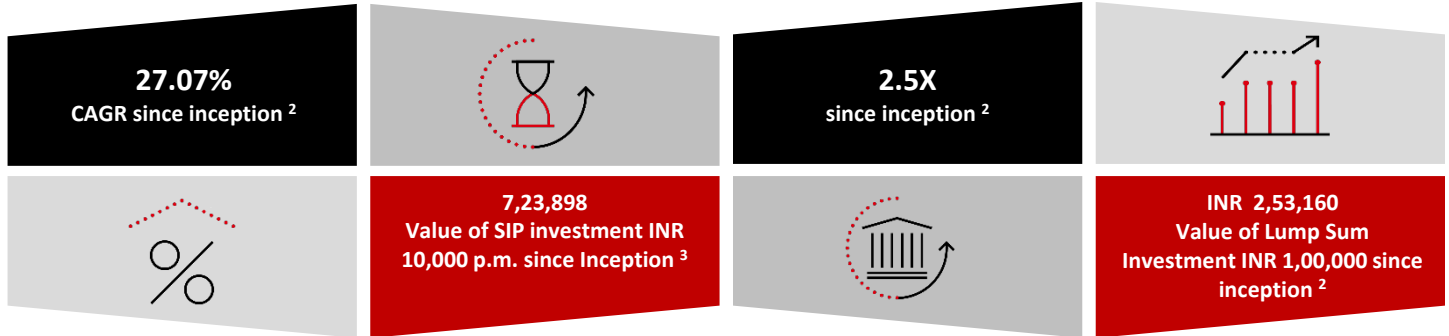 27.07%
CAGR since inception ²
2.5X
since inception ²
7,23,898
Value of SIP investment INR
10,000 p.m. since Inception ³
INR 2,53,160
Value of Lump Sum
Investment INR 1,00,000 since
inception ²